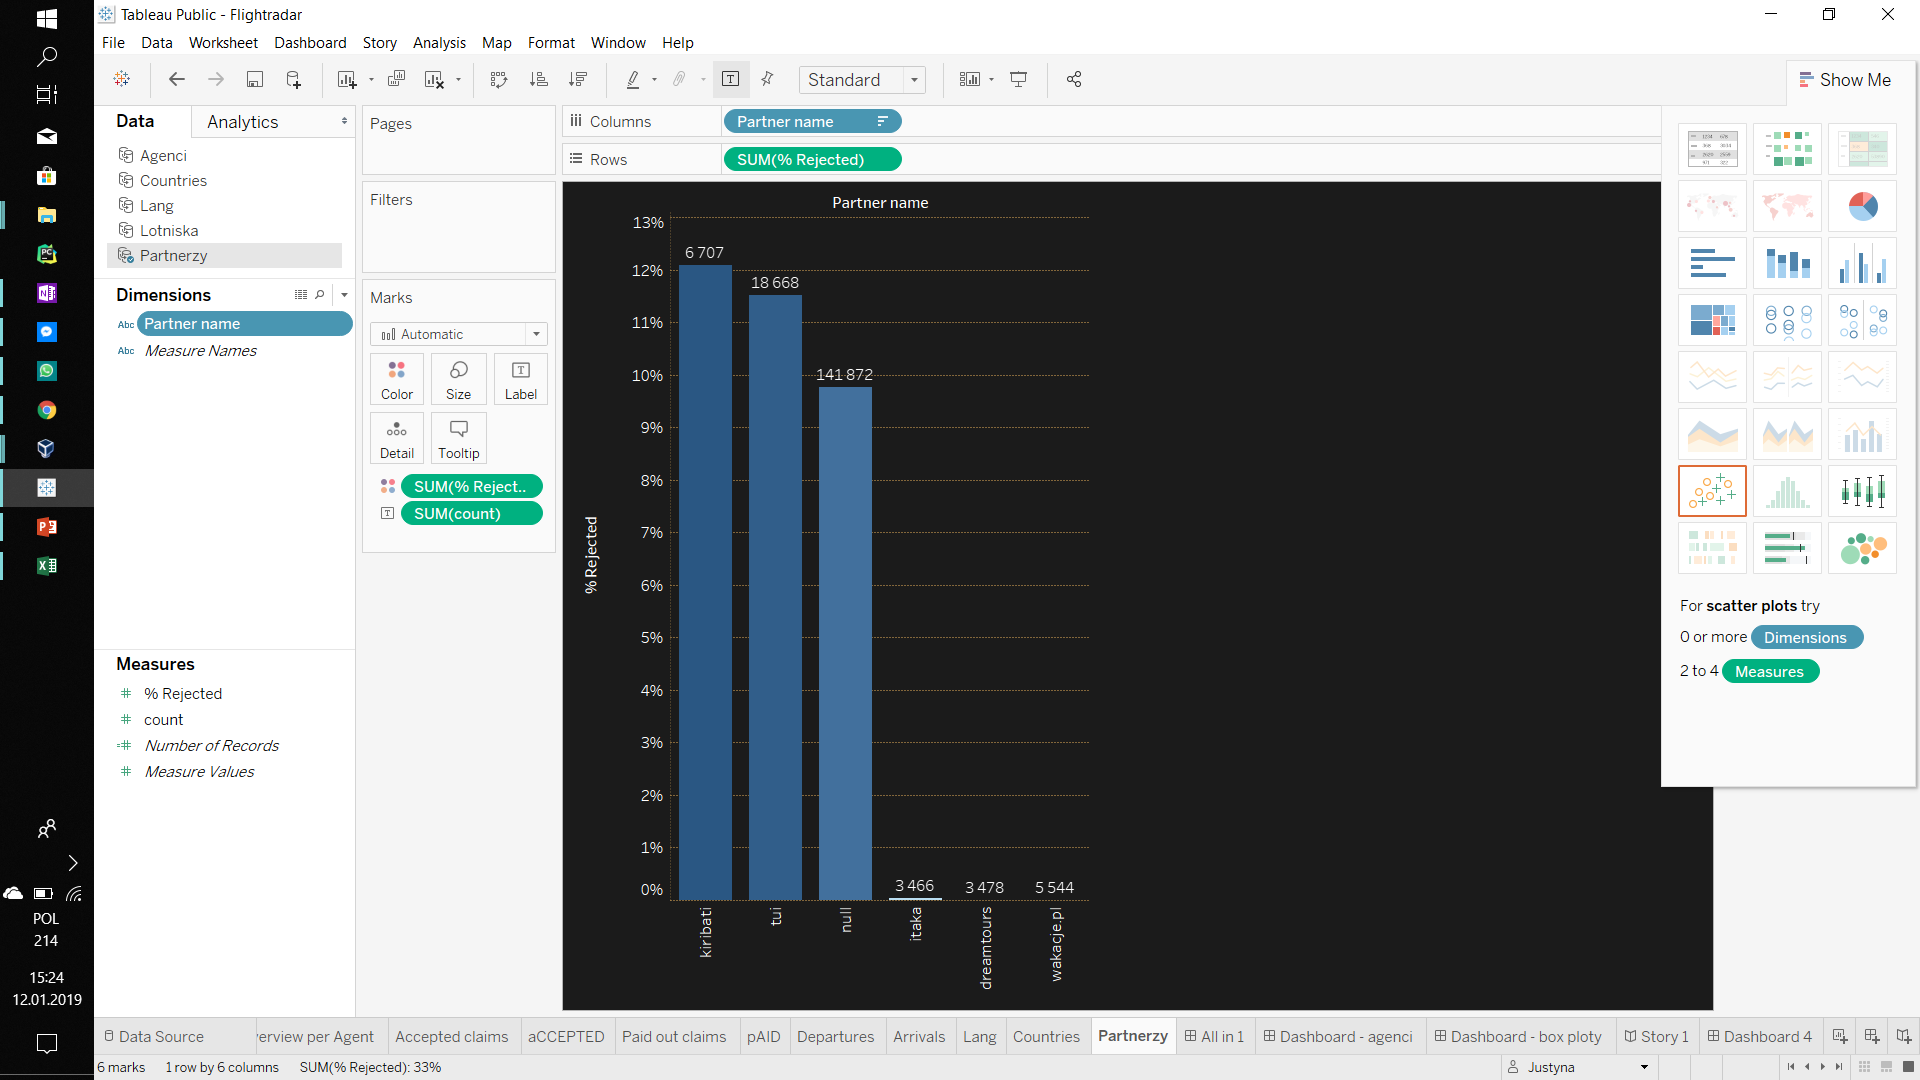 Tableau Public - Flightradar
File Data Worksheet Dashboard Story Analysis Map Format Window Help
Standard
Show Me
Data Analytics
Agenci
Countries
Lang
Lotniska
Partnerzy
Dimensions
Abc Partner name
Abc Measure Names
Measures
# % Rejected
# count
=# Number of Records
# Measure Values
Pages
Filters
Marks
Automatic
Color Size Label
Detail Tooltip
SUM(% Reject..
SUM(count)
Columns Partner name
Rows SUM(% Rejected)
Partner name
13%
12%
11%
10%
9%
8%
7%
6%
5%
4%
3%
2%
1%
0%
% Rejected
6 707
18 668
141 872
3 466
3 478
5 544
kiribati
tui
null
itaka
dreamtours
wakacje.pl
For scatter plots try
0 or more Dimensions
2 to 4 Measures
POL
214
15:24
12.01.2019
Data Source verview per Agent Accepted claims aCCEPTED Paid out claims pAID Departures Arrivals Lang Countries Partnerzy All in 1 Dashboard - agenci Dashboard - box ploty Story 1 Dashboard 4
6 marks 1 row by 6 columns SUM(% Rejected): 33%
Justyna